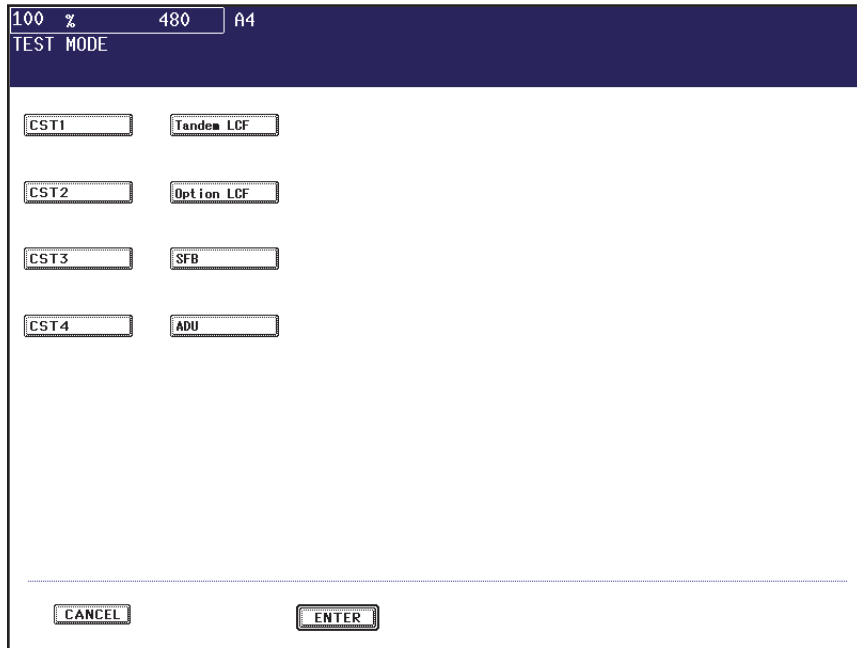 100 % 480 A4
TEST MODE
CST1 Tandem LCF
CST2 Option LCF
CST3 SFB
CST4 ADU
CANCEL ENTER